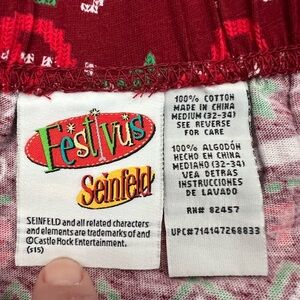 Festivus
Seinfeld
SEINFELD and all related characters
and elements are trademarks of and
©Castle Rock Entertainment.
(s15)
100% COTTON
MADE IN CHINA
MEDIUM (32-34)
SEE REVERSE
FOR CARE
100% ALGODÓN
HECHO EN CHINA
MEDIANO (32-34)
VEA DETRAS
INSTRUCCIONES
DE LAVADO
RN# 82457
UPC#714147268833